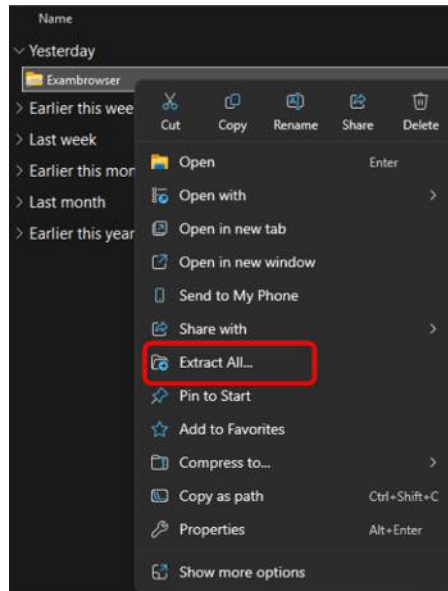 Name
Yesterday
Exambrowser
Earlier this wee
Last week
Earlier this mon
Last month
Earlier this year
Cut Copy Rename Share Delete
Open Enter
Open with
Open in new tab
Open in new window
Send to My Phone
Share with
Extract All...
Pin to Start
Add to Favorites
Compress to...
Copy as path Ctrl+Shift+C
Properties Alt+Enter
Show more options